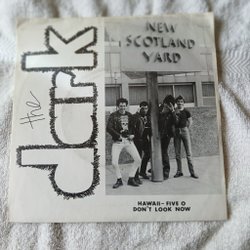 the
dark
NEW
SCOTLAND
YARD
HAWAII-FIVE O
DON'T LOOK NOW